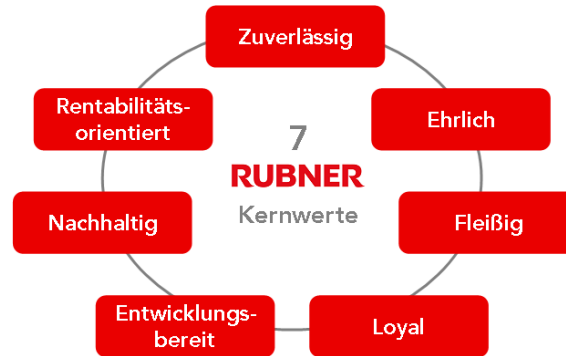 Zuverlässig
Ehrlich
Fleißig
Loyal
Entwicklungs-
bereit
Nachhaltig
Rentabilitäts-
orientiert
7
RUBNER
Kernwerte